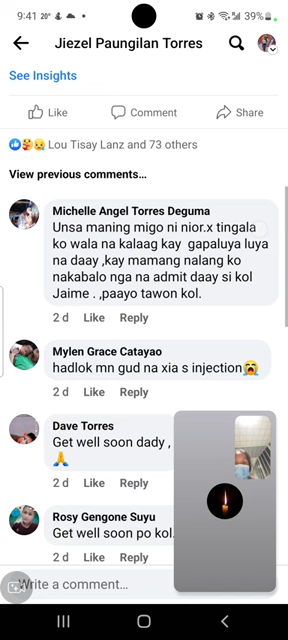 9:41 20° 39%
Jiezel Paungilan Torres
See Insights
Like Comment Share
Lou Tisay Lanz and 73 others
View previous comments...
Michelle Angel Torres Deguma
Unsa maning migo ni nior.x tingala
ko wala na kalaag kay gapaluya luya
na daay ,kay mamang nalang ko
nakabalo nga na admit daay si kol
Jaime . ,paayo tawon kol.
2 d Like Reply
Mylen Grace Catayao
hadlok mn gud na xia s injection
2 d Like Reply
Dave Torres
Get well soon dady ,
2 d Like Reply
Rosy Gengone Suyu
Get well soon po kol.
2 d Like Reply
Write a comment...